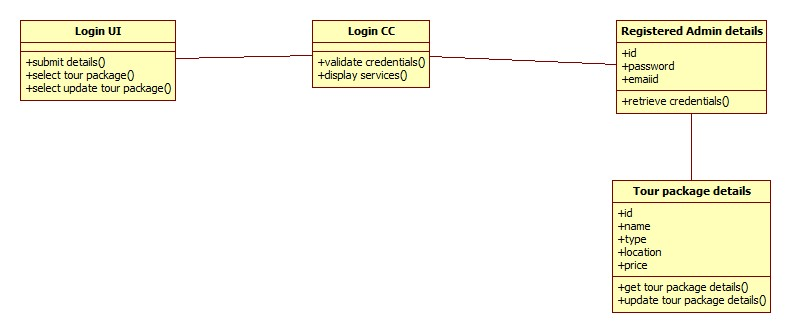 Login UI
+submit details()
+select tour package()
+select update tour package()
Login CC
+validate credentials()
+display services()
Registered Admin details
+id
+password
+emaiid
+retrieve credentials()
Tour package details
+id
+name
+type
+location
+price
+get tour package details()
+update tour package details()